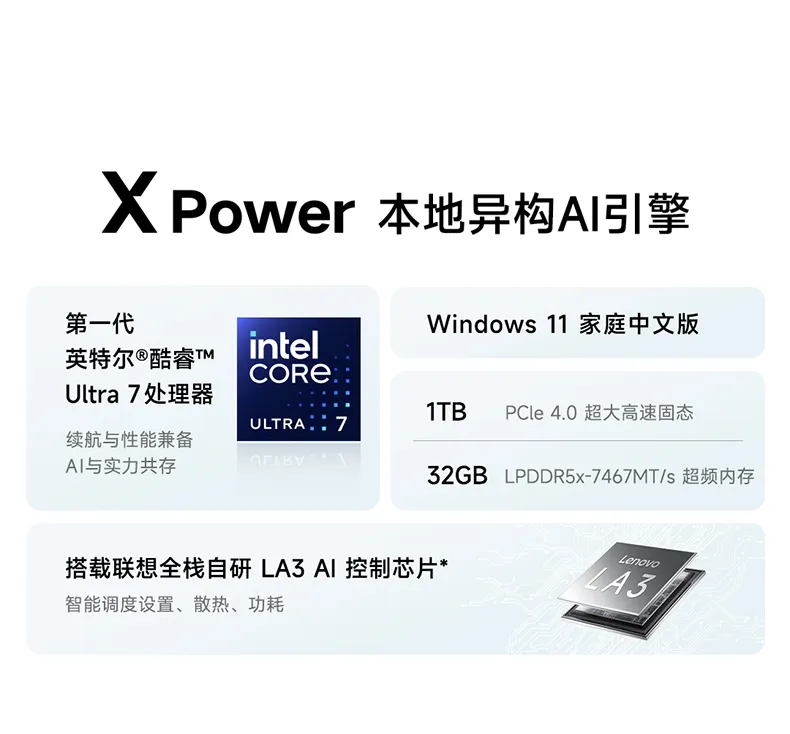 X Power 本地异构AI引擎
第一代
英特尔®酷睿™
Ultra 7处理器
续航与性能兼备
AI与实力共存
intel
CORE
ULTRA 7
Windows 11 家庭中文版
1TB PCIe 4.0 超大高速固态
32GB LPDDR5x-7467MT/s 超频内存
搭载联想全栈自研 LA3 AI 控制芯片*
智能调度设置、散热、功耗
Lenovo
LA3